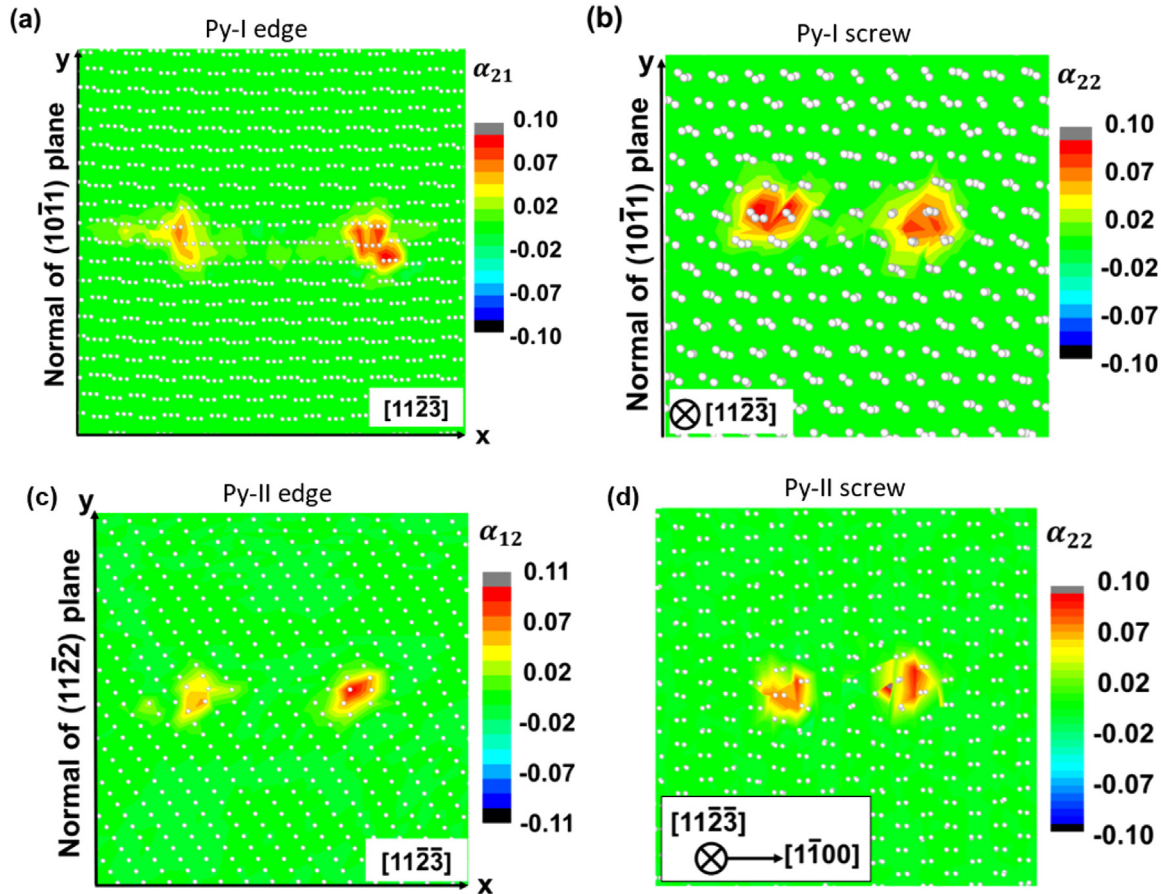 (a)
Py-I edge
y
Normal of (101̄1) plane
[112̄3̄]
x
α₂₁
0.10
0.07
0.02
-0.02
-0.07
-0.10
(b)
Py-I screw
y
Normal of (101̄1) plane
[112̄3̄]
α₂₂
0.10
0.07
0.02
-0.02
-0.07
-0.10
(c)
Py-II edge
y
Normal of (112̄2) plane
[112̄3̄]
x
α₁₂
0.11
0.07
0.02
-0.02
-0.07
-0.11
(d)
Py-II screw
[112̄3̄]
[11̄00]
α₂₂
0.10
0.07
0.02
-0.02
-0.07
-0.10